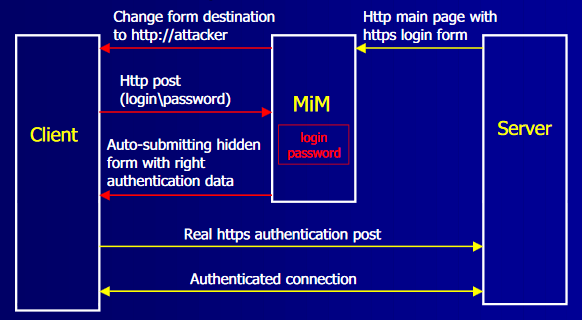 Change form destination
to http://attacker
Http main page with
https login form
Http post
(login\password)
MiM
login
password
Client
Server
Auto-submitting hidden
form with right
authentication data
Real https authentication post
Authenticated connection